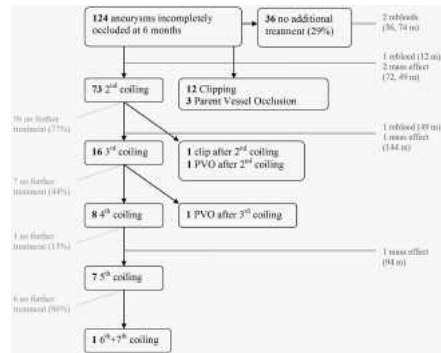 124 aneurysms incompletely
occluded at 6 months
36 no additional
treatment (29%)
2 rebleeds
(36, 74 m)
1 rebleed (12 m)
2 mass effect
(72, 49 m)
73 2nd coiling
12 Clipping
3 Parent Vessel Occlusion
no further
treatment (77%)
1 rebleed (49 m)
1 mass effect
(144 m)
16 3rd coiling
1 clip after 2nd coiling
1 PVO after 2nd coiling
7 no further
treatment (44%)
8 4th coiling
1 PVO after 3rd coiling
1 no further
treatment (13%)
1 mass effect
(94 m)
7 5th coiling
6 no further
treatment (86%)
1 6th+7th coiling